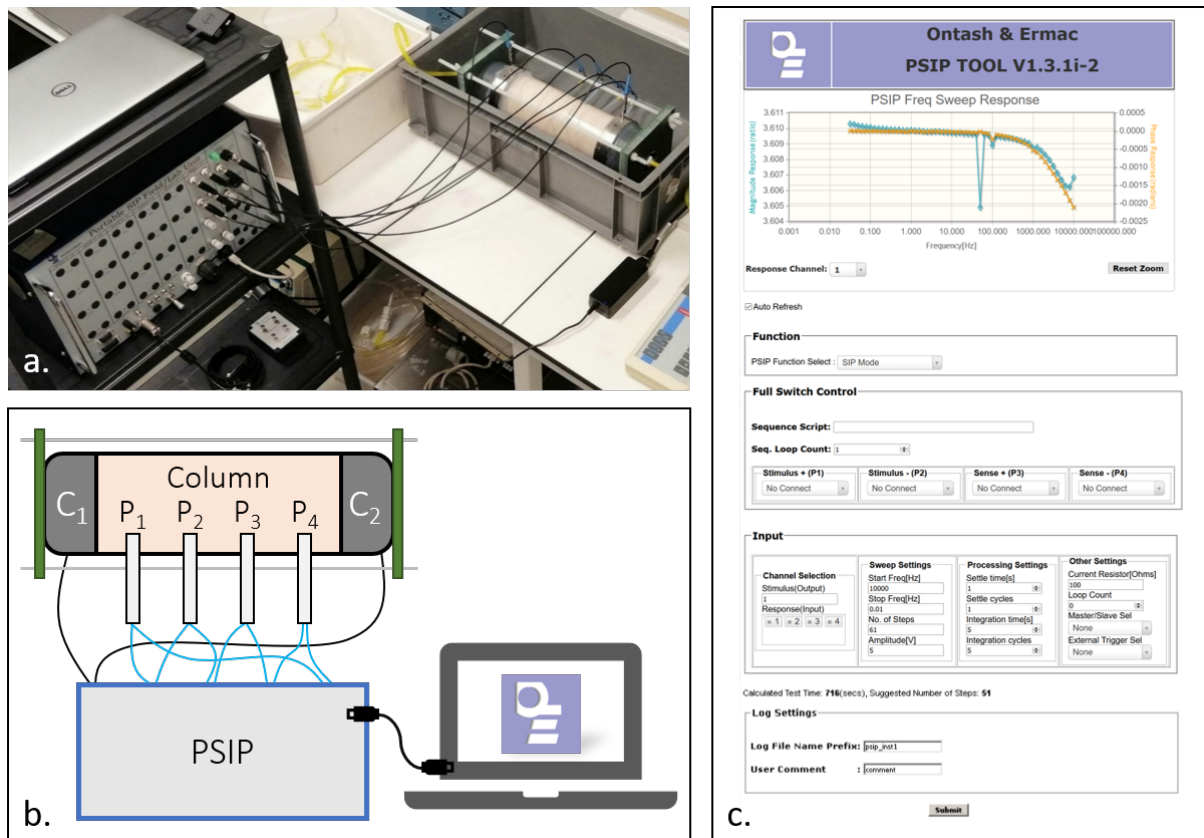 DELL
Portable SIP Field/Lab Unit
a.
Column
C1
P1
P2
P3
P4
C2
PSIP
b.
Ontash & Ermac
PSIP TOOL V1.3.1i-2
PSIP Freq Sweep Response
Magnitude Response(ratio)
3.611
3.610
3.609
3.608
3.607
3.606
3.605
3.604
0.0005
0.0000
-0.0005
-0.0010
-0.0015
-0.0020
-0.0025
Phase Response(radians)
0.001 0.010 0.100 1.000 10.000 100.000 1000.000 10000.000100000.000
Frequency[Hz]
Response Channel: 1
Reset Zoom
Auto Refresh
Function
PSIP Function Select : SIP Mode
Full Switch Control
Sequence Script:
Seq. Loop Count: 1
Stimulus + (P1) Stimulus - (P2) Sense + (P3) Sense - (P4)
No Connect No Connect No Connect No Connect
Input
Channel Selection
Stimulus(Output)
1
Response(Input)
= 1 = 2 = 3 = 4
Sweep Settings
Start Freq[Hz]
10000
Stop Freq[Hz]
0.01
No. of Steps
61
Amplitude[V]
5
Processing Settings
Settle time[s]
1
Settle cycles
1
Integration time[s]
5
Integration cycles
5
Other Settings
Current Resistor[Ohms]
100
Loop Count
0
Master/Slave Sel
None
External Trigger Sel
None
Calculated Test Time: 716(secs), Suggested Number of Steps: 51
Log Settings
Log File Name Prefix: psip_inst1
User Comment : comment
Submit
c.